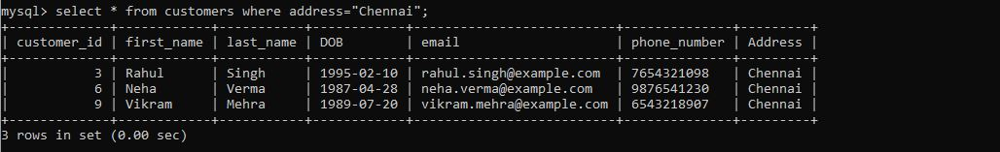 mysql> select * from customers where address="Chennai";
+-------------+------------+-----------+------------+--------------------------+--------------+---------+
| customer_id | first_name | last_name | DOB        | email                    | phone_number | Address |
+-------------+------------+-----------+------------+--------------------------+--------------+---------+
|           3 | Rahul      | Singh     | 1995-02-10 | rahul.singh@example.com  | 7654321098   | Chennai |
|           6 | Neha       | Verma     | 1987-04-28 | neha.verma@example.com   | 9876541230   | Chennai |
|           9 | Vikram     | Mehra     | 1989-07-20 | vikram.mehra@example.com | 6543218907   | Chennai |
+-------------+------------+-----------+------------+--------------------------+--------------+---------+
3 rows in set (0.00 sec)